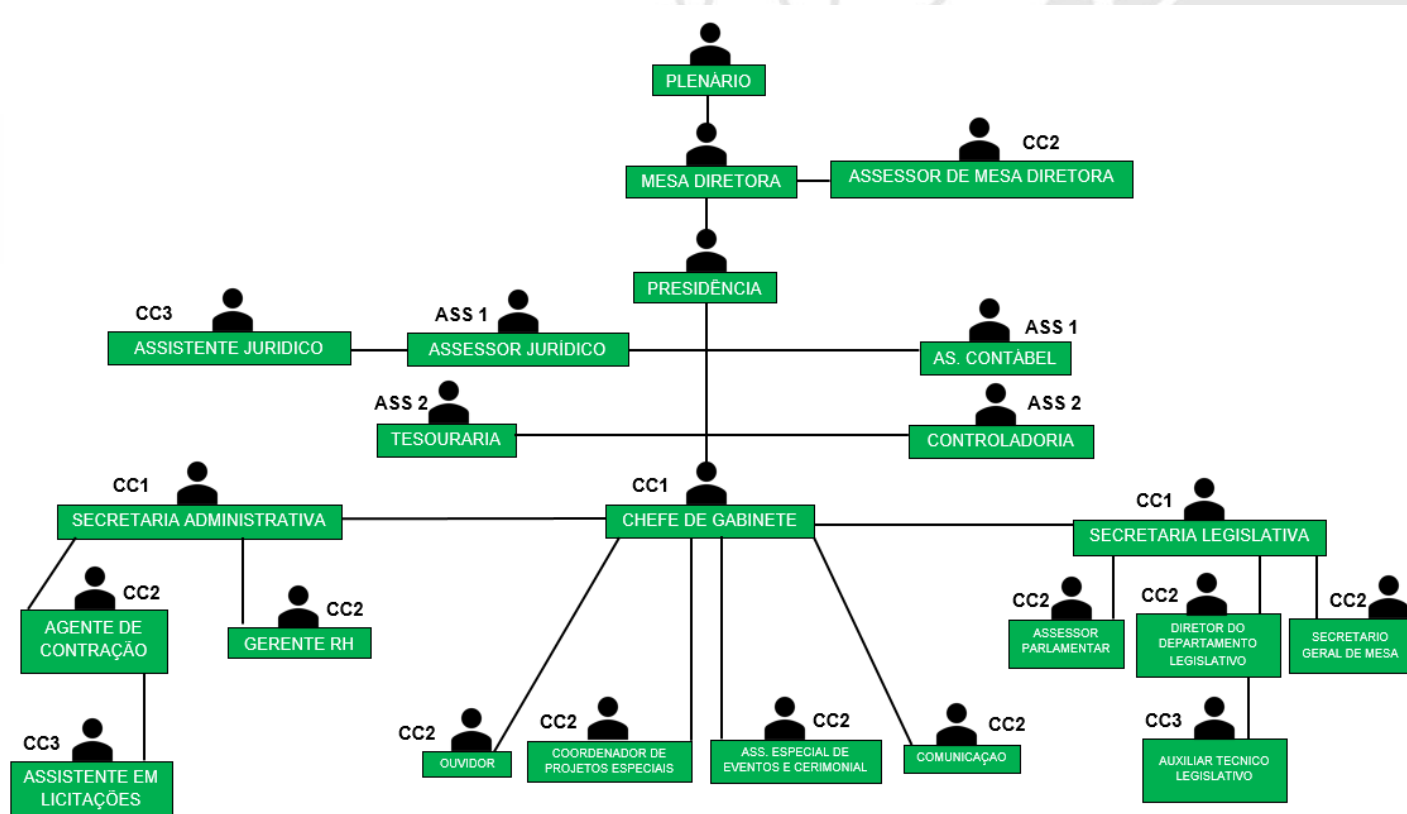 PLENÀRIO
CC2
MESA DIRETORA
ASSESSOR DE MESA DIRETORA
PRESIDÊNCIA
CC3
ASSISTENTE JURIDICO
ASS 1
ASSESSOR JURÍDICO
ASS 1
AS. CONTÀBEL
ASS 2
TESOURARIA
ASS 2
CONTROLADORIA
CC1
SECRETARIA ADMINISTRATIVA
CC1
CHEFE DE GABINETE
CC1
SECRETARIA LEGISLATIVA
CC2
AGENTE DE
CONTRAÇÃO
CC2
GERENTE RH
CC2
ASSESSOR
PARLAMENTAR
CC2
DIRETOR DO
DEPARTAMENTO
LEGISLATIVO
CC2
SECRETARIO
GERAL DE MESA
CC3
ASSISTENTE EM
LICITAÇÕES
CC2
OUVIDOR
CC2
COORDENADOR DE
PROJETOS ESPECIAIS
CC2
ASS. ESPECIAL DE
EVENTOS E CERIMONIAL
CC2
COMUNICAÇAO
CC3
AUXILIAR TECNICO
LEGISLATIVO